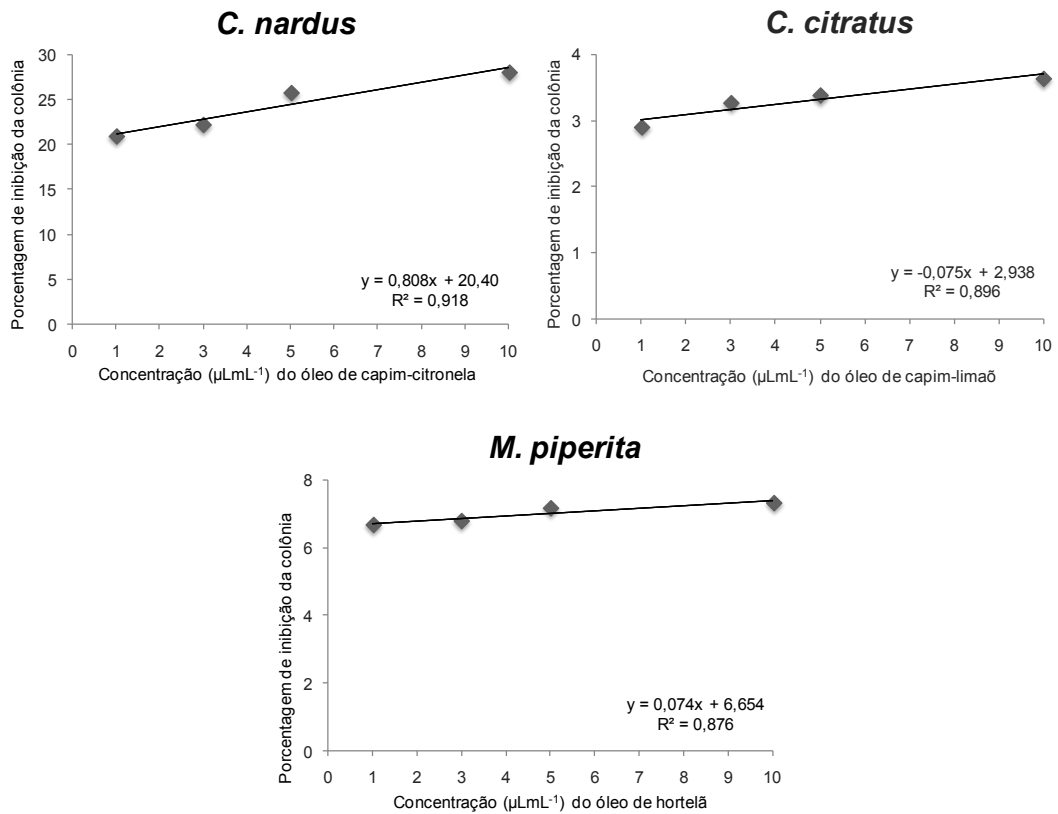 C. nardus
Porcentagem de inibição da colônia
30
25
20
15
10
5
0
y = 0,808x + 20,40
R² = 0,918
0 1 2 3 4 5 6 7 8 9 10
Concentração (µLmL-1) do óleo de capim-citronela
C. citratus
Porcentagem de inibição da colônia
4
3
2
1
0
y = -0,075x + 2,938
R² = 0,896
0 1 2 3 4 5 6 7 8 9 10
Concentração (µLmL-1) do óleo de capim-limaõ
M. piperita
Porcentagem de inibição da colônia
8
6
4
2
0
y = 0,074x + 6,654
R² = 0,876
0 1 2 3 4 5 6 7 8 9 10
Concentração (µLmL-1) do óleo de hortelã